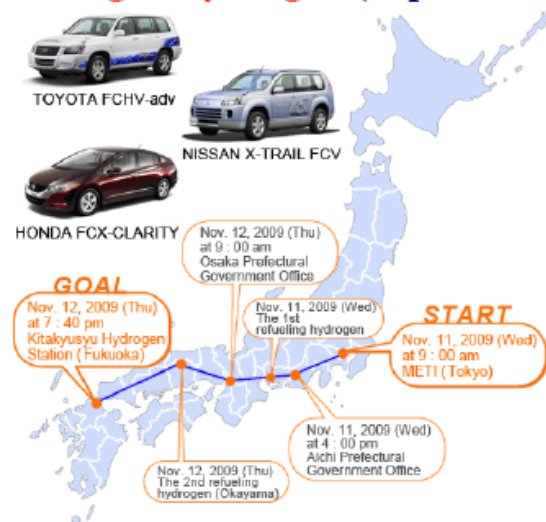 TOYOTA FCHV-adv
NISSAN X-TRAIL FCV
HONDA FCX-CLARITY
Nov. 12, 2009 (Thu)
at 9 : 00 am
Osaka Prefectural
Government Office
GOAL
Nov. 12, 2009 (Thu)
at 7 : 40 pm
Kitakyusyu Hydrogen
Station (Fukuoka)
Nov. 11, 2009 (Wed)
The 1st
refueling hydrogen
START
Nov. 11, 2009 (Wed)
at 9 : 00 am
METI (Tokyo)
Nov. 11, 2009 (Wed)
at 4 : 00 pm
Aichi Prefectural
Government Office
Nov. 12, 2009 (Thu)
The 2nd refueling
hydrogen (Okayama)